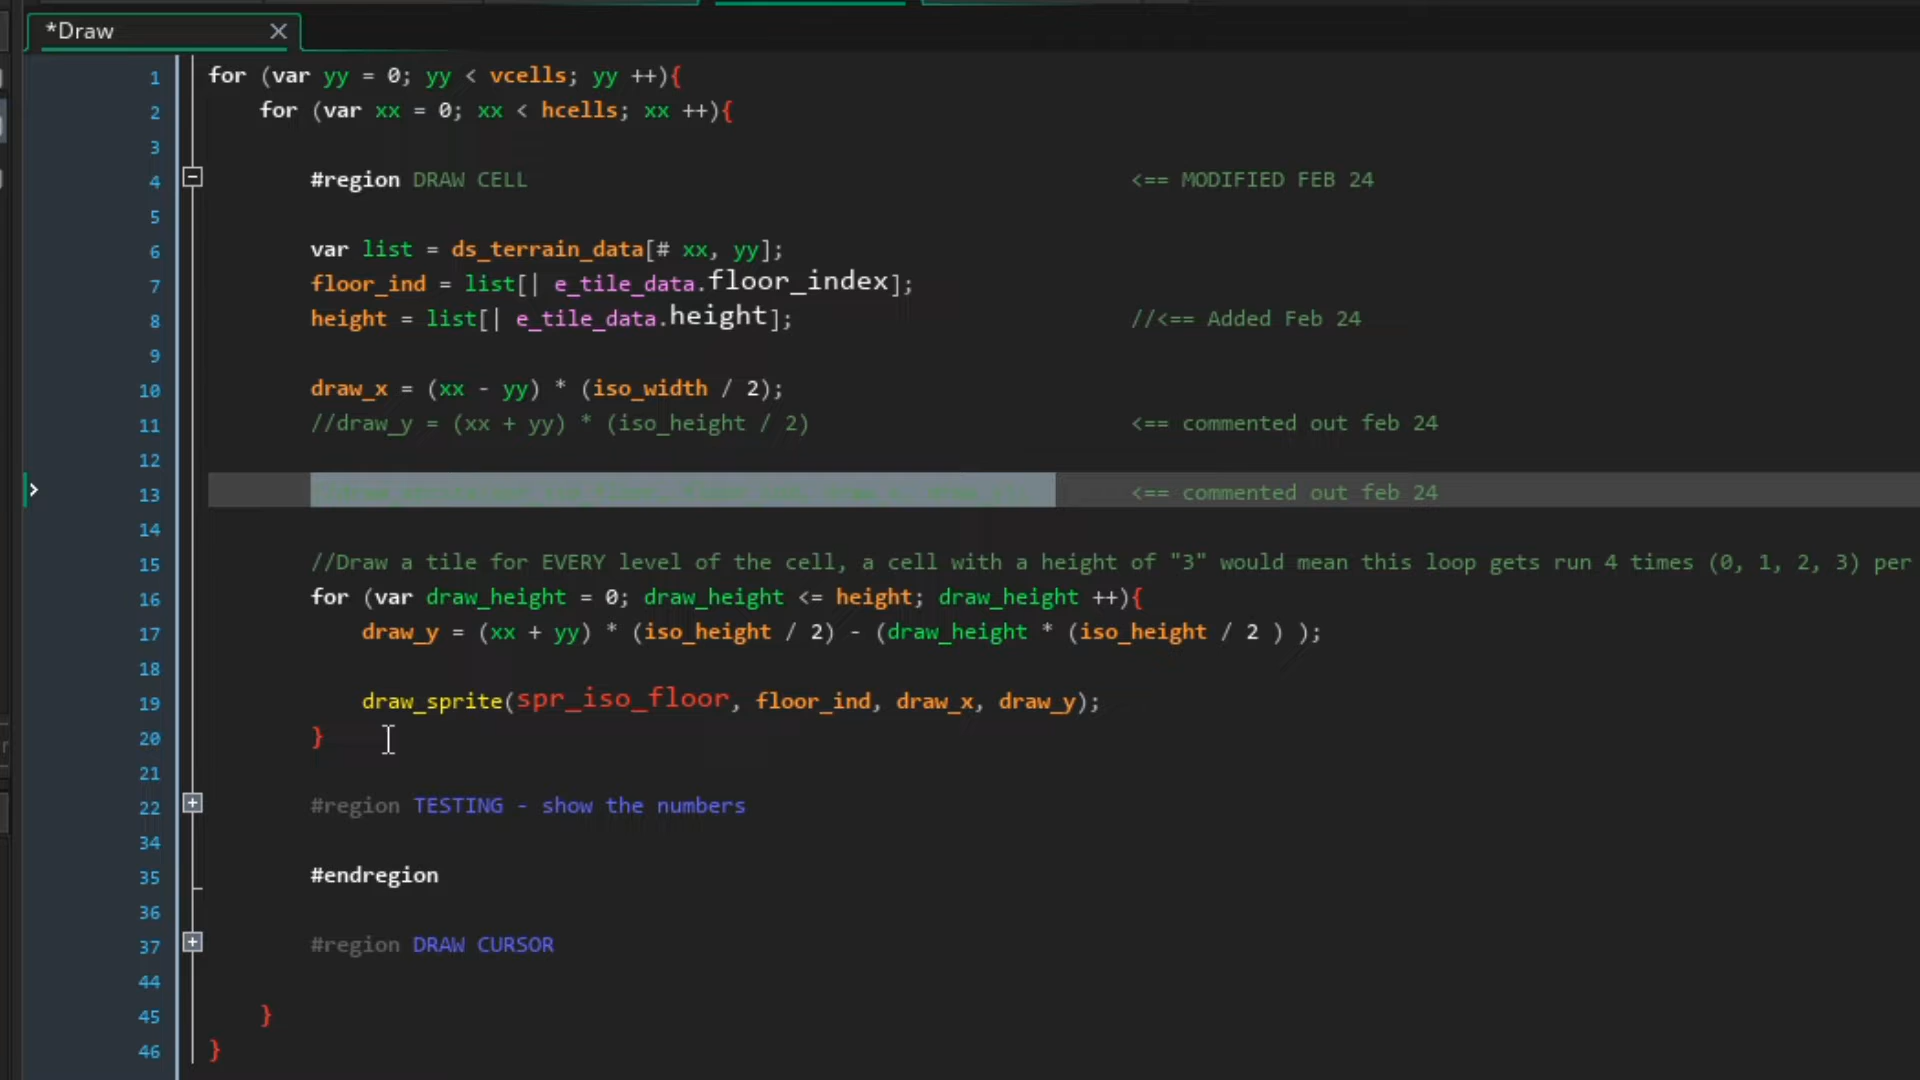 *Draw
1 for (var yy = 0; yy < vcells; yy ++){
2 for (var xx = 0; xx < hcells; xx ++){
3
4 #region DRAW CELL <== MODIFIED FEB 24
5
6 var list = ds_terrain_data[# xx, yy];
7 floor_ind = list[| e_tile_data.floor_index];
8 height = list[| e_tile_data.height]; //<== Added Feb 24
9
10 draw_x = (xx - yy) * (iso_width / 2);
11 //draw_y = (xx + yy) * (iso_height / 2) <== commented out feb 24
12
13 <== commented out feb 24
14
15 //Draw a tile for EVERY level of the cell, a cell with a height of "3" would mean this loop gets run 4 times (0, 1, 2, 3) per
16 for (var draw_height = 0; draw_height <= height; draw_height ++){
17 draw_y = (xx + yy) * (iso_height / 2) - (draw_height * (iso_height / 2 ) );
18
19 draw_sprite(spr_iso_floor, floor_ind, draw_x, draw_y);
20 }
21
22 #region TESTING - show the numbers
34
35 #endregion
36
37 #region DRAW CURSOR
44
45 }
46 }